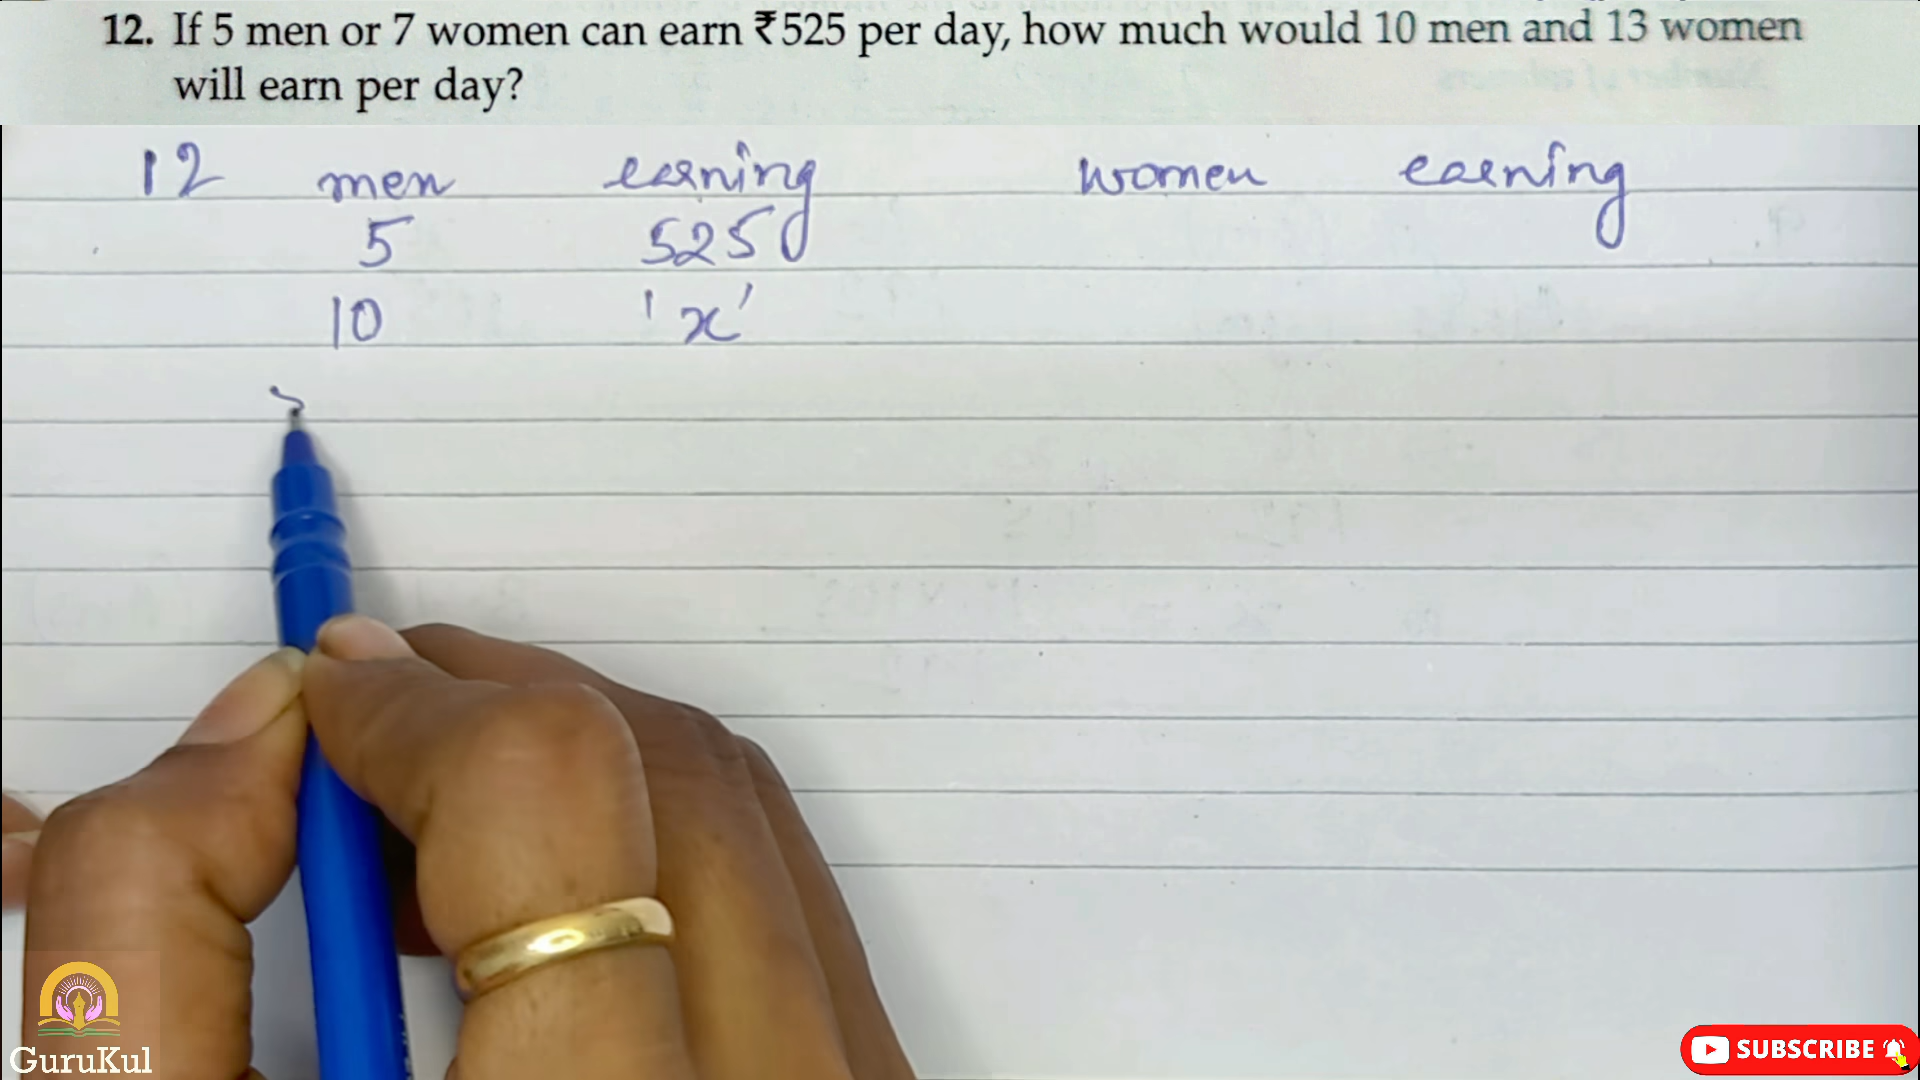 12. If 5 men or 7 women can earn ₹525 per day, how much would 10 men and 13 women
will earn per day?
12 men earning women earning
5 525
10 'x'
GuruKul
SUBSCRIBE